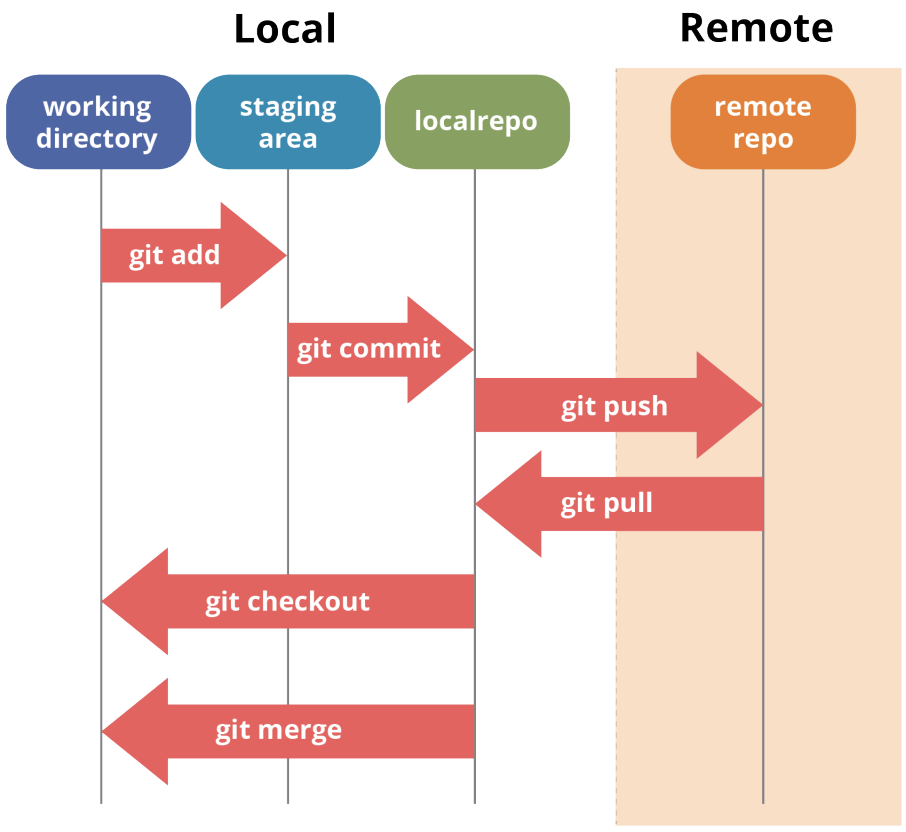 Local
Remote
working
directory
staging
area
localrepo
remote
repo
git add
git commit
git push
git pull
git checkout
git merge